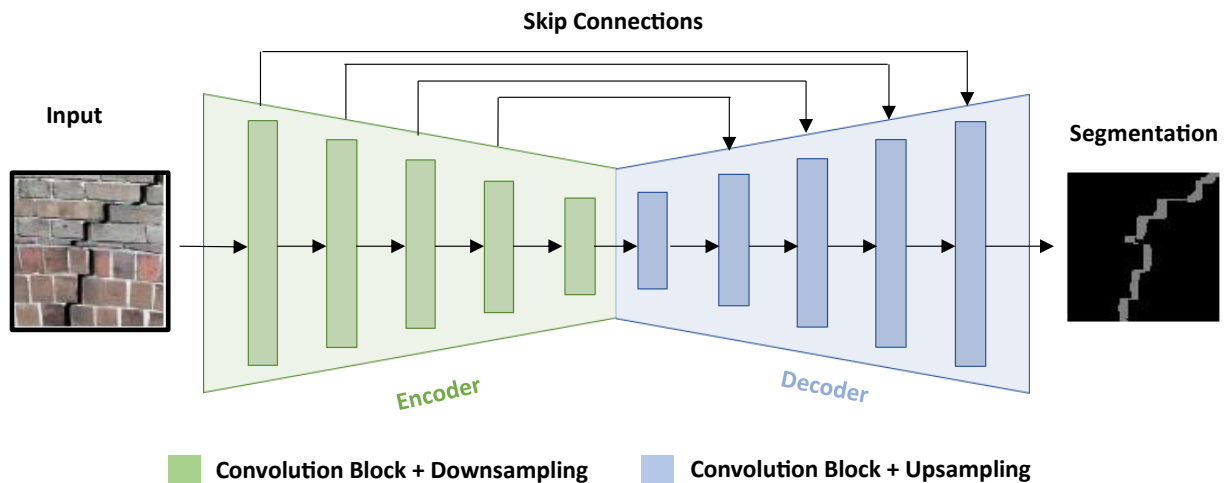 Skip Connections
Input
Segmentation
Encoder
Decoder
Convolution Block + Downsampling
Convolution Block + Upsampling